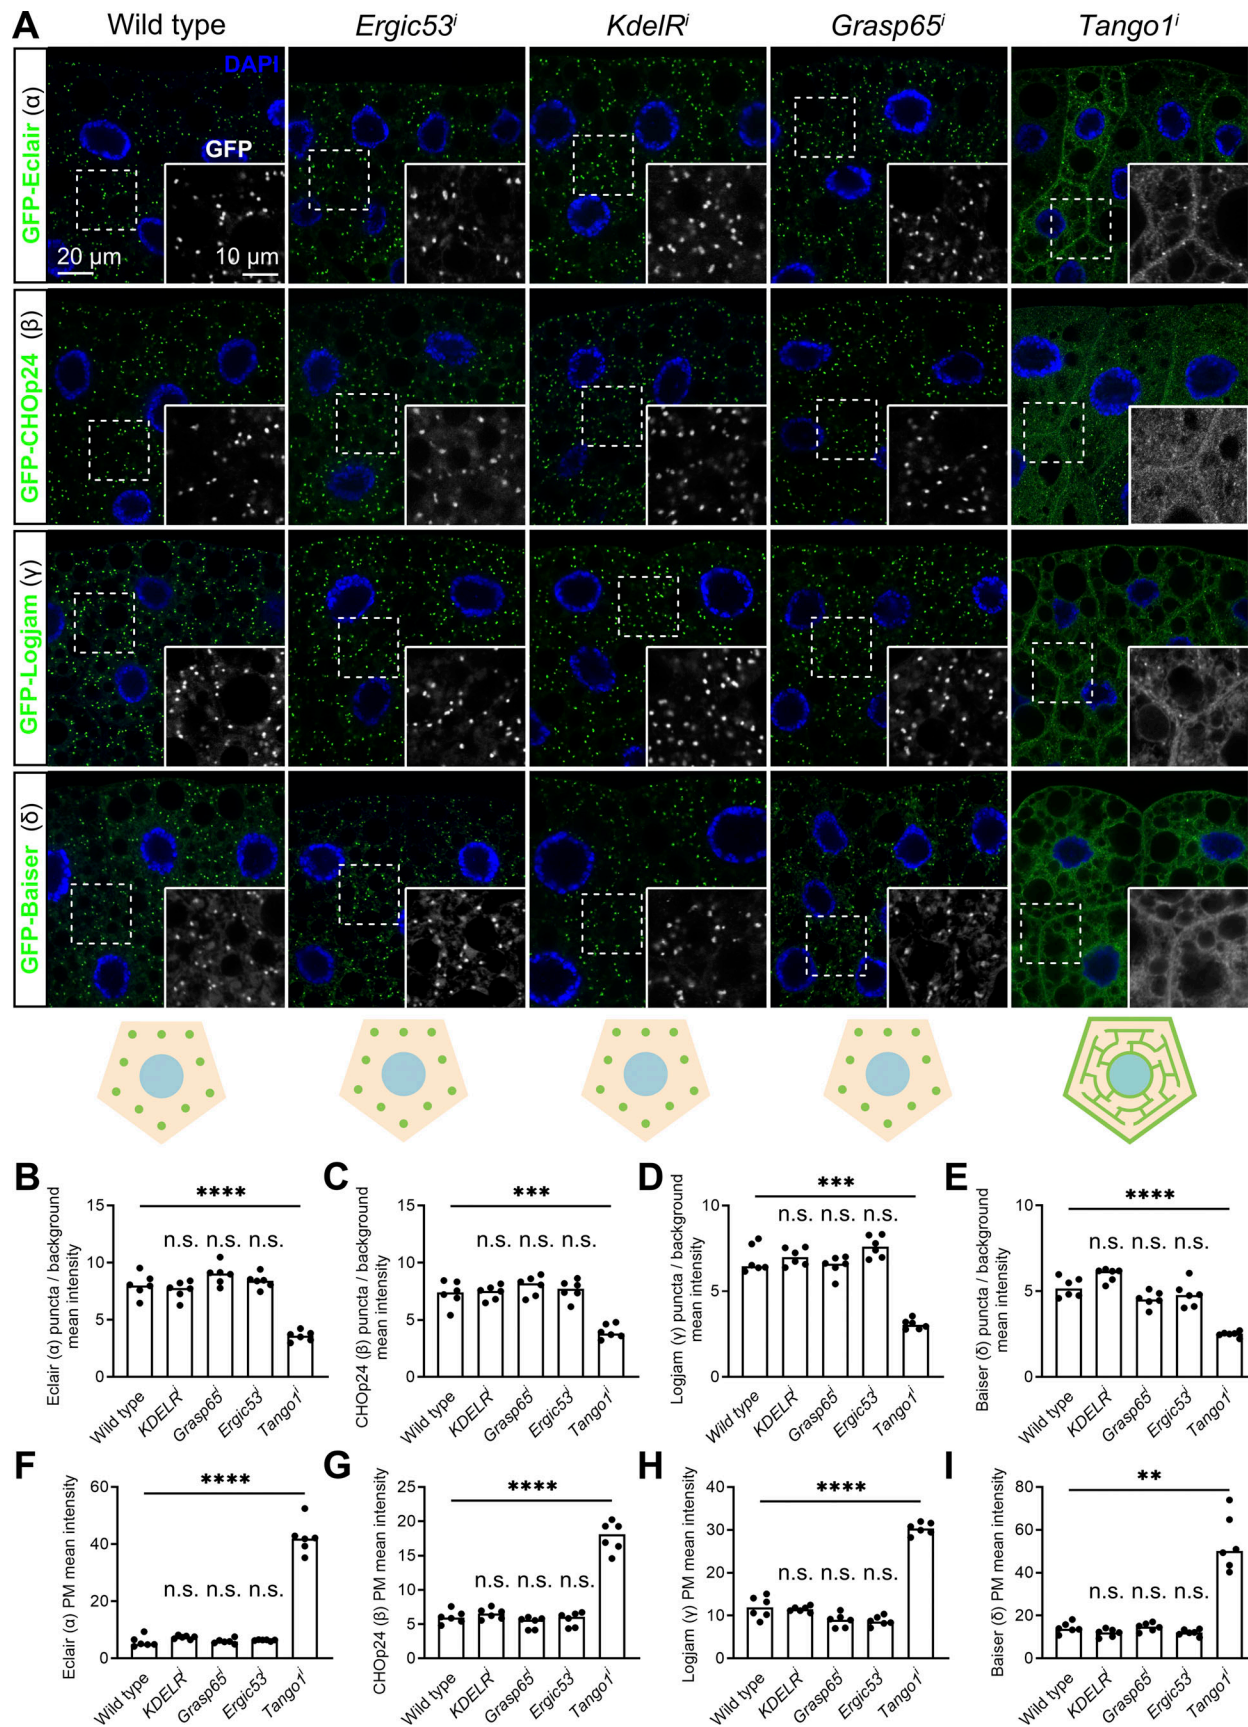 A
Wild type
Ergic53ⁱ
KdelRⁱ
Grasp65ⁱ
Tango1ⁱ
GFP-Eclair (α)
DAPI
GFP
20 µm
10 µm
GFP-CHOp24 (β)
GFP-Logjam (γ)
GFP-Baiser (δ)
B
Eclair (α) puncta / background
mean intensity
15
10
5
0
****
n.s. n.s. n.s.
Wild type
KDELRⁱ
Grasp65ⁱ
Ergic53ⁱ
Tango1ⁱ
C
CHOp24 (β) puncta / background
mean intensity
15
10
5
0
***
n.s. n.s. n.s.
Wild type
KDELRⁱ
Grasp65ⁱ
Ergic53ⁱ
Tango1ⁱ
D
Logjam (γ) puncta / background
mean intensity
10
5
0
***
n.s. n.s. n.s.
Wild type
KDELRⁱ
Grasp65ⁱ
Ergic53ⁱ
Tango1ⁱ
E
Baiser (δ) puncta / background
mean intensity
10
5
0
****
n.s. n.s. n.s.
Wild type
KDELRⁱ
Grasp65ⁱ
Ergic53ⁱ
Tango1ⁱ
F
Eclair (α) PM mean intensity
60
40
20
0
****
n.s. n.s. n.s.
Wild type
KDELRⁱ
Grasp65ⁱ
Ergic53ⁱ
Tango1ⁱ
G
CHOp24 (β) PM mean intensity
25
20
15
10
5
0
****
n.s. n.s. n.s.
Wild type
KDELRⁱ
Grasp65ⁱ
Ergic53ⁱ
Tango1ⁱ
H
Logjam (γ) PM mean intensity
40
30
20
10
0
****
n.s. n.s. n.s.
Wild type
KDELRⁱ
Grasp65ⁱ
Ergic53ⁱ
Tango1ⁱ
I
Baiser (δ) PM mean intensity
80
60
40
20
0
**
n.s. n.s. n.s.
Wild type
KDELRⁱ
Grasp65ⁱ
Ergic53ⁱ
Tango1ⁱ